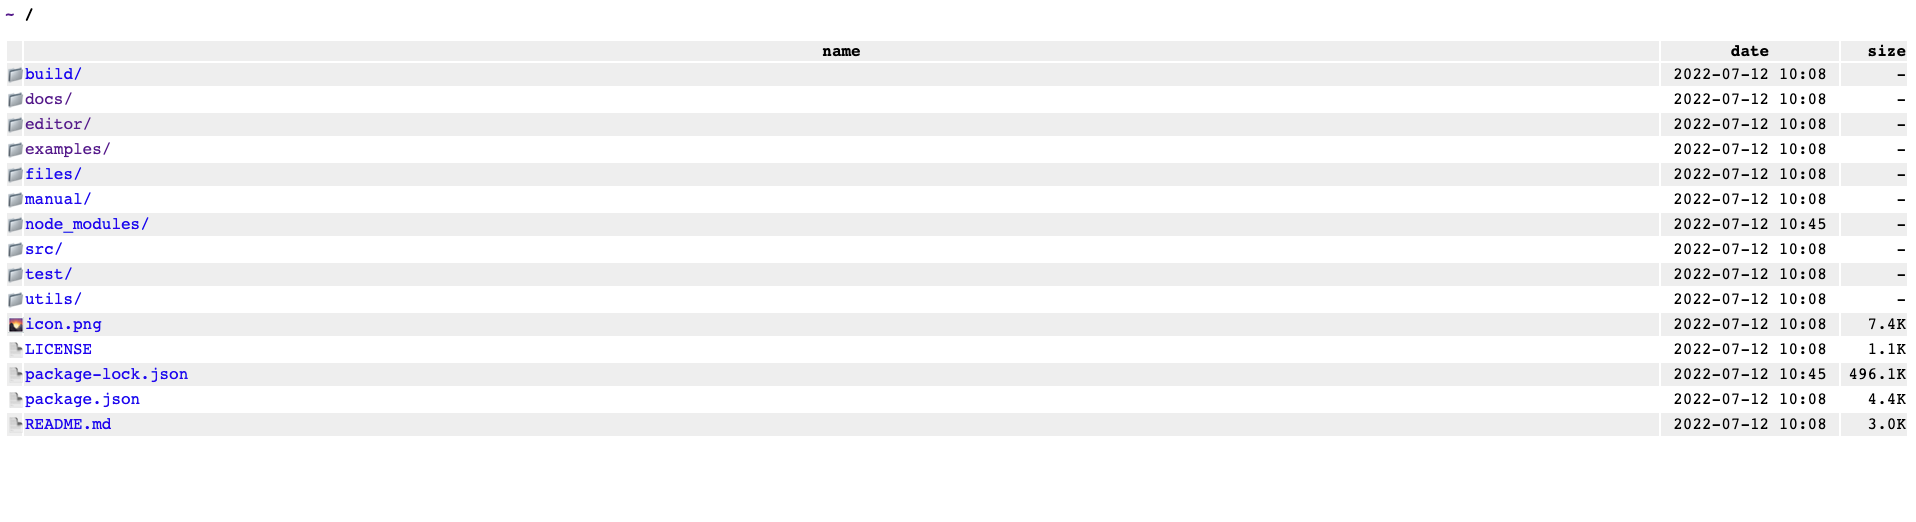 ~ /
name date size
build/ 2022-07-12 10:08 -
docs/ 2022-07-12 10:08 -
editor/ 2022-07-12 10:08 -
examples/ 2022-07-12 10:08 -
files/ 2022-07-12 10:08 -
manual/ 2022-07-12 10:08 -
node_modules/ 2022-07-12 10:45 -
src/ 2022-07-12 10:08 -
test/ 2022-07-12 10:08 -
utils/ 2022-07-12 10:08 -
icon.png 2022-07-12 10:08 7.4K
LICENSE 2022-07-12 10:08 1.1K
package-lock.json 2022-07-12 10:45 496.1K
package.json 2022-07-12 10:08 4.4K
README.md 2022-07-12 10:08 3.0K